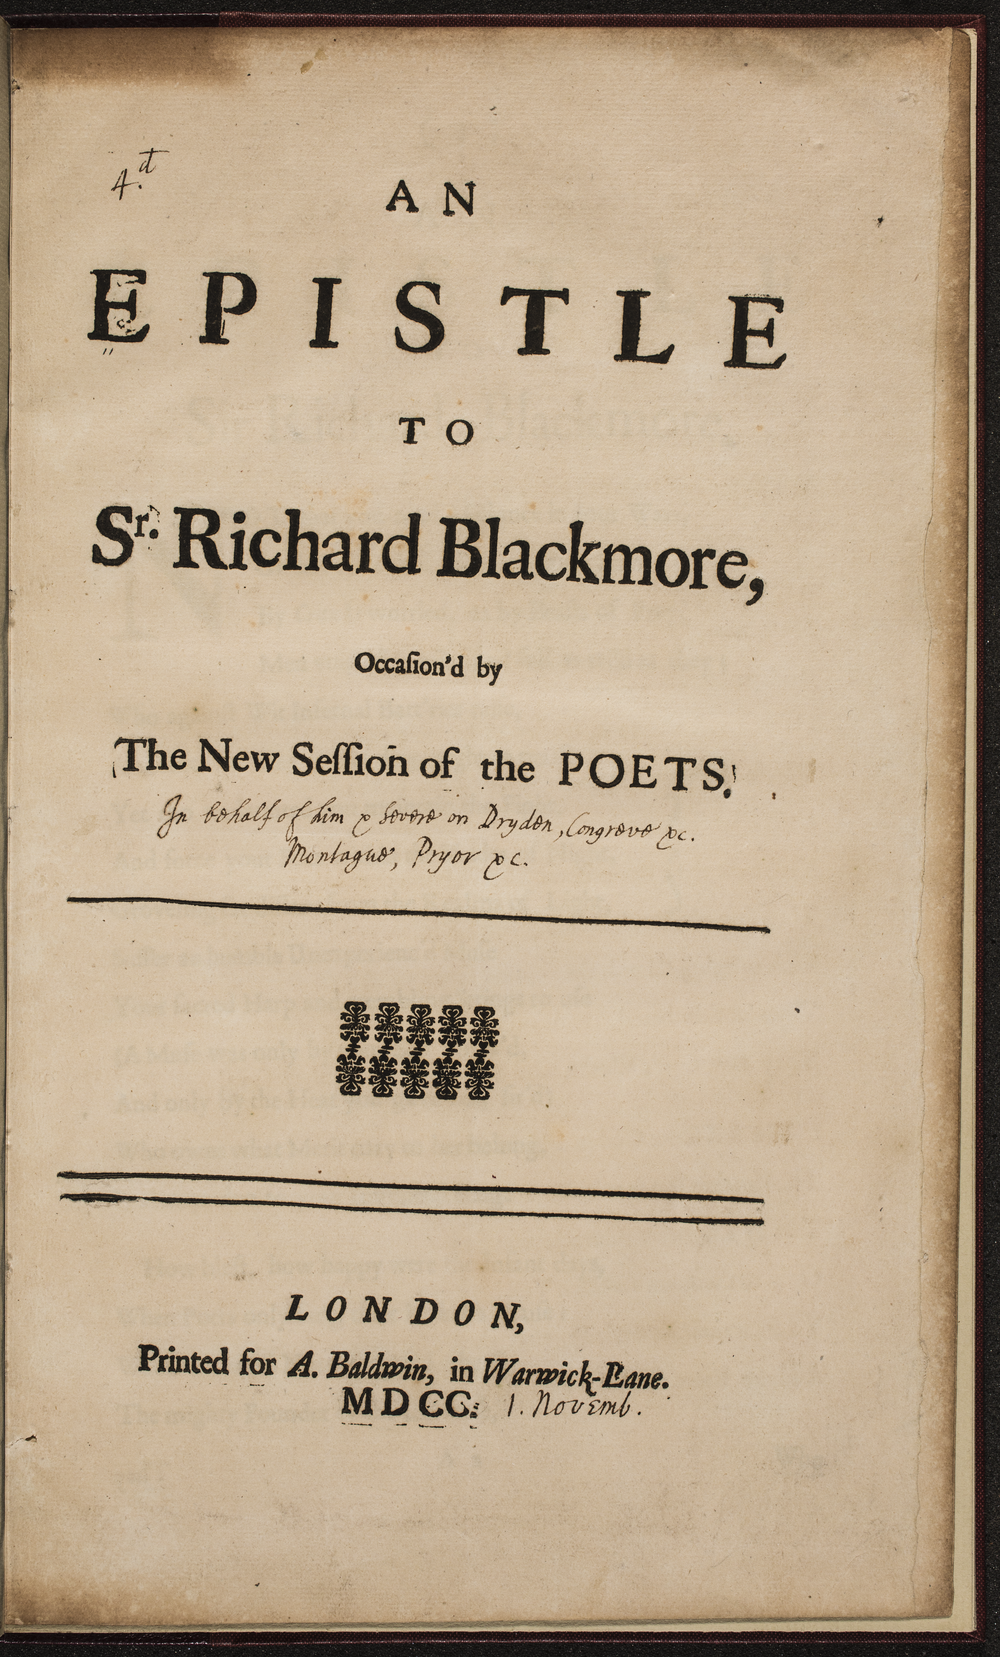 4.d
AN
EPISTLE
TO
Sr. Richard Blackmore,
Occaſion'd by
The New Seſſion of the POETS.
In behalf of him & Severe on Dryden, Congreve &c.
Montague, Pryor &c.
LONDON,
Printed for A. Baldwin, in Warwick-Lane.
MDCC. 1. Novemb.